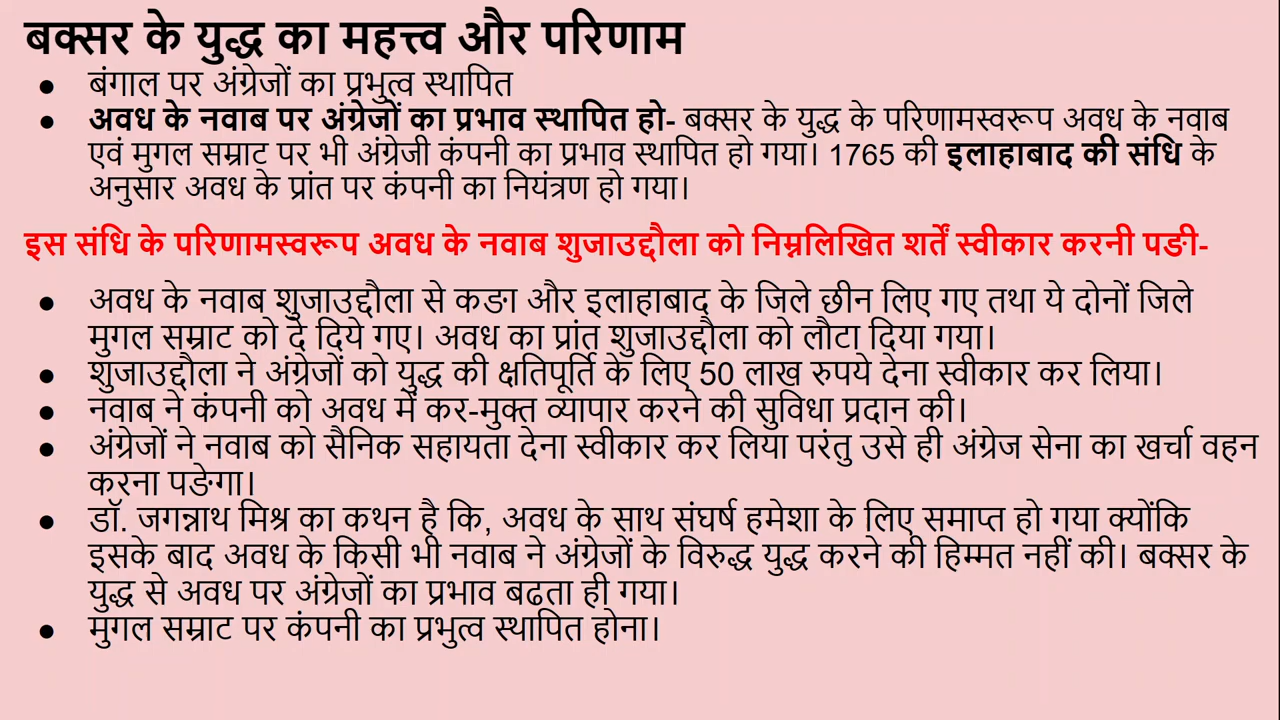 बक्सर के युद्ध का महत्त्व और परिणाम
● बंगाल पर अंग्रेजों का प्रभुत्व स्थापित
● अवध के नवाब पर अंग्रेजों का प्रभाव स्थापित हो- बक्सर के युद्ध के परिणामस्वरूप अवध के नवाब
एवं मुगल सम्राट पर भी अंग्रेजी कंपनी का प्रभाव स्थापित हो गया। 1765 की इलाहाबाद की संधि के
अनुसार अवध के प्रांत पर कंपनी का नियंत्रण हो गया।
इस संधि के परिणामस्वरूप अवध के नवाब शुजाउद्दौला को निम्नलिखित शर्तें स्वीकार करनी पङी-
● अवध के नवाब शुजाउद्दौला से कङा और इलाहाबाद के जिले छीन लिए गए तथा ये दोनों जिले
मुगल सम्राट को दे दिये गए। अवध का प्रांत शुजाउद्दौला को लौटा दिया गया।
● शुजाउद्दौला ने अंग्रेजों को युद्ध की क्षतिपूर्ति के लिए 50 लाख रुपये देना स्वीकार कर लिया।
● नवाब ने कंपनी को अवध में कर-मुक्त व्यापार करने की सुविधा प्रदान की।
● अंग्रेजों ने नवाब को सैनिक सहायता देना स्वीकार कर लिया परंतु उसे ही अंग्रेज सेना का खर्चा वहन
करना पङेगा।
● डॉ. जगन्नाथ मिश्र का कथन है कि, अवध के साथ संघर्ष हमेशा के लिए समाप्त हो गया क्योंकि
इसके बाद अवध के किसी भी नवाब ने अंग्रेजों के विरुद्ध युद्ध करने की हिम्मत नहीं की। बक्सर के
युद्ध से अवध पर अंग्रेजों का प्रभाव बढता ही गया।
● मुगल सम्राट पर कंपनी का प्रभुत्व स्थापित होना।